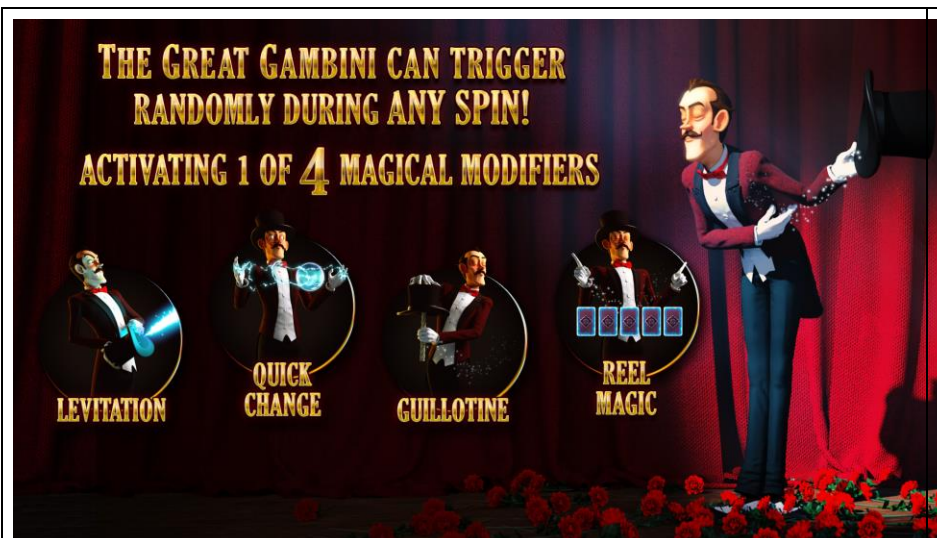 THE GREAT GAMBINI CAN TRIGGER
RANDOMLY DURING ANY SPIN!
ACTIVATING 1 OF 4 MAGICAL MODIFIERS
LEVITATION
QUICK
CHANGE
GUILLOTINE
REEL
MAGIC